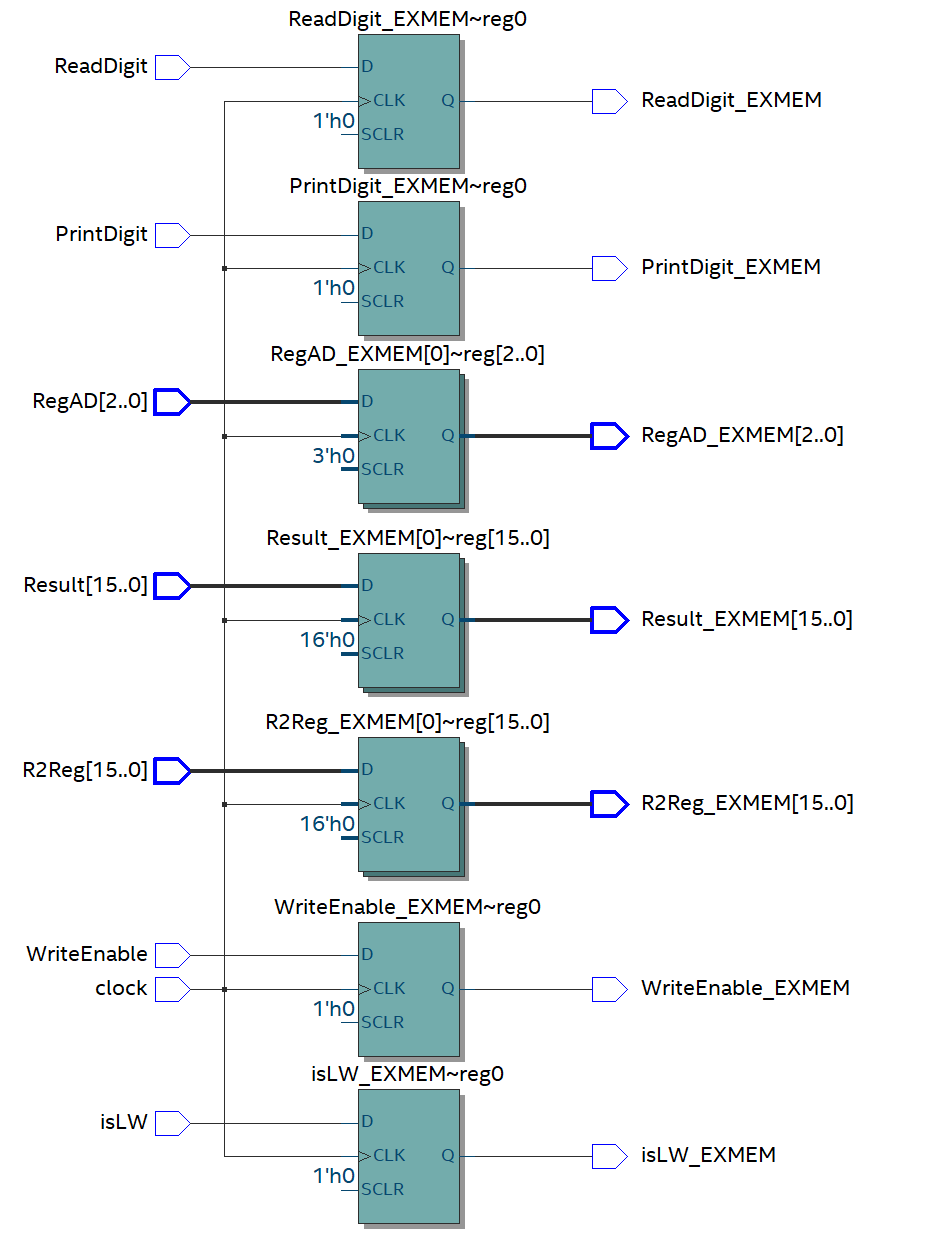 ReadDigit_EXMEM~reg0
ReadDigit
D
CLK
Q
ReadDigit_EXMEM
1'h0
SCLR
PrintDigit_EXMEM~reg0
PrintDigit
D
CLK
Q
PrintDigit_EXMEM
1'h0
SCLR
RegAD_EXMEM[0]~reg[2..0]
RegAD[2..0]
D
CLK
Q
RegAD_EXMEM[2..0]
3'h0
SCLR
Result_EXMEM[0]~reg[15..0]
Result[15..0]
D
CLK
Q
Result_EXMEM[15..0]
16'h0
SCLR
R2Reg_EXMEM[0]~reg[15..0]
R2Reg[15..0]
D
CLK
Q
R2Reg_EXMEM[15..0]
16'h0
SCLR
WriteEnable_EXMEM~reg0
WriteEnable
D
clock
CLK
Q
WriteEnable_EXMEM
1'h0
SCLR
isLW_EXMEM~reg0
isLW
D
CLK
Q
isLW_EXMEM
1'h0
SCLR